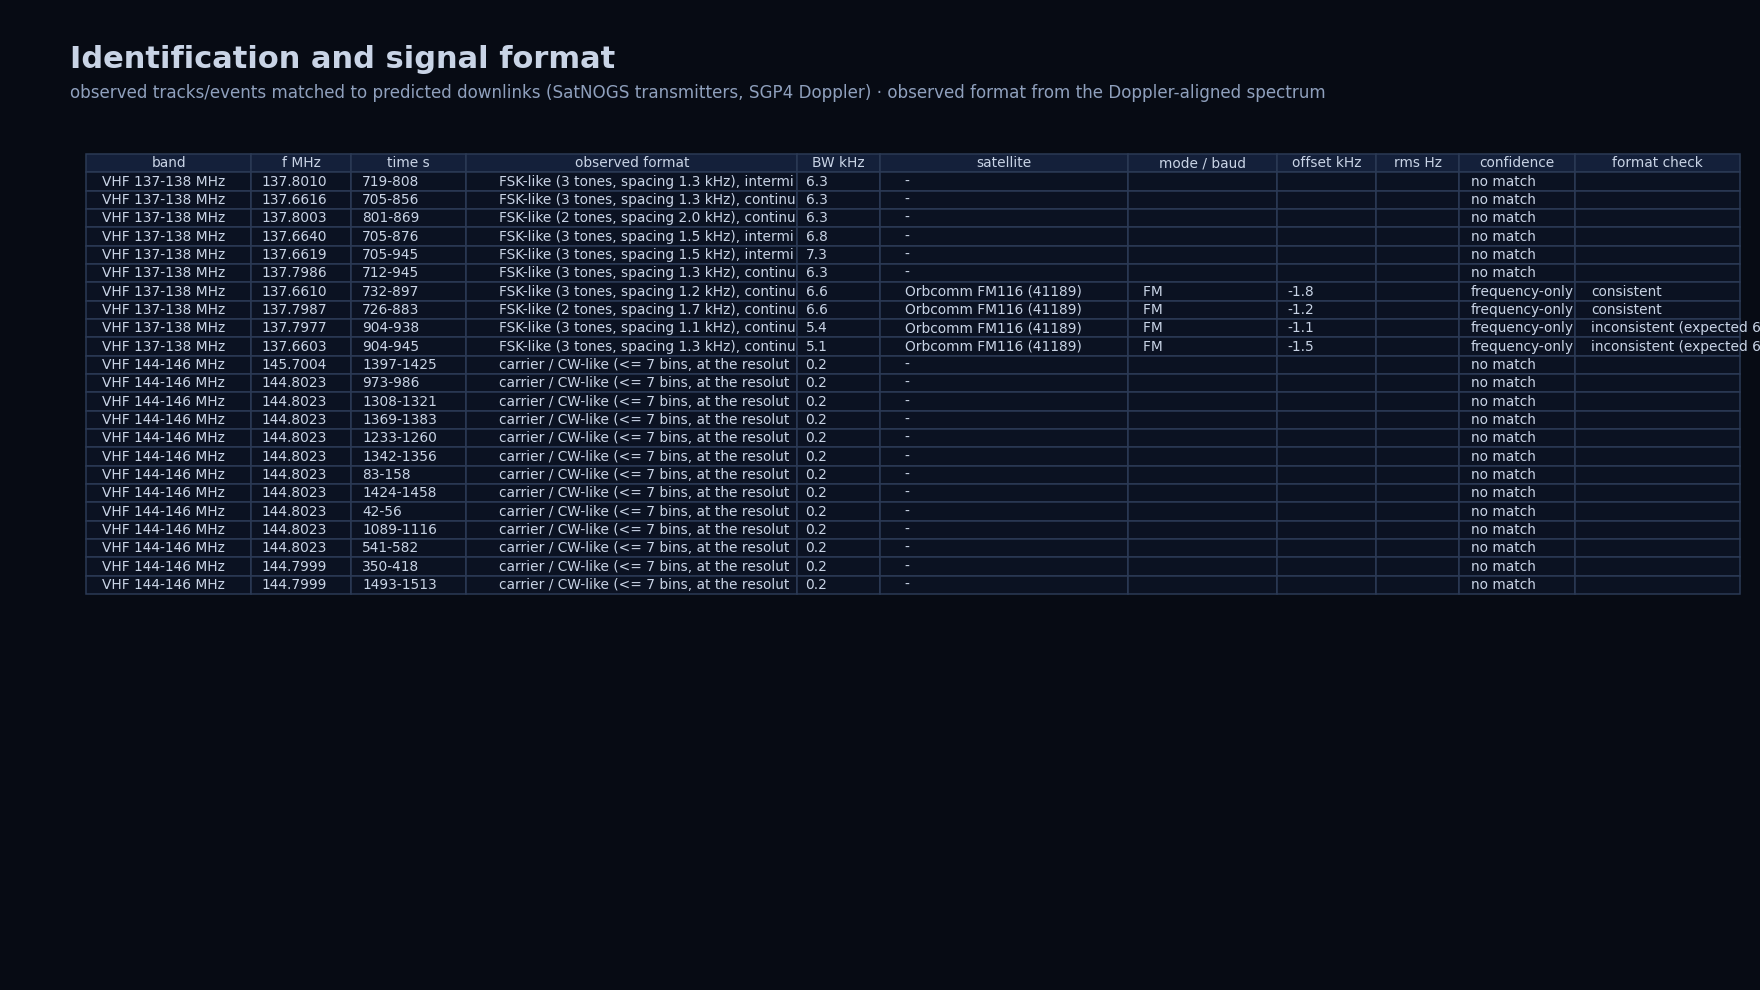 Identification and signal format
observed tracks/events matched to predicted downlinks (SatNOGS transmitters, SGP4 Doppler) · observed format from the Doppler-aligned spectrum
band f MHz time s observed format BW kHz satellite mode / baud offset kHz rms Hz confidence format check
VHF 137-138 MHz 137.8010 719-808 FSK-like (3 tones, spacing 1.3 kHz), intermi 6.3 - no match
VHF 137-138 MHz 137.6616 705-856 FSK-like (3 tones, spacing 1.3 kHz), continu 6.3 - no match
VHF 137-138 MHz 137.8003 801-869 FSK-like (2 tones, spacing 2.0 kHz), continu 6.3 - no match
VHF 137-138 MHz 137.6640 705-876 FSK-like (3 tones, spacing 1.5 kHz), intermi 6.8 - no match
VHF 137-138 MHz 137.6619 705-945 FSK-like (3 tones, spacing 1.5 kHz), intermi 7.3 - no match
VHF 137-138 MHz 137.7986 712-945 FSK-like (3 tones, spacing 1.3 kHz), continu 6.3 - no match
VHF 137-138 MHz 137.6610 732-897 FSK-like (3 tones, spacing 1.2 kHz), continu 6.6 Orbcomm FM116 (41189) FM -1.8 frequency-only consistent
VHF 137-138 MHz 137.7987 726-883 FSK-like (2 tones, spacing 1.7 kHz), continu 6.6 Orbcomm FM116 (41189) FM -1.2 frequency-only consistent
VHF 137-138 MHz 137.7977 904-938 FSK-like (3 tones, spacing 1.1 kHz), continu 5.4 Orbcomm FM116 (41189) FM -1.1 frequency-only inconsistent (expected 6
VHF 137-138 MHz 137.6603 904-945 FSK-like (3 tones, spacing 1.3 kHz), continu 5.1 Orbcomm FM116 (41189) FM -1.5 frequency-only inconsistent (expected 6
VHF 144-146 MHz 145.7004 1397-1425 carrier / CW-like (<= 7 bins, at the resolut 0.2 - no match
VHF 144-146 MHz 144.8023 973-986 carrier / CW-like (<= 7 bins, at the resolut 0.2 - no match
VHF 144-146 MHz 144.8023 1308-1321 carrier / CW-like (<= 7 bins, at the resolut 0.2 - no match
VHF 144-146 MHz 144.8023 1369-1383 carrier / CW-like (<= 7 bins, at the resolut 0.2 - no match
VHF 144-146 MHz 144.8023 1233-1260 carrier / CW-like (<= 7 bins, at the resolut 0.2 - no match
VHF 144-146 MHz 144.8023 1342-1356 carrier / CW-like (<= 7 bins, at the resolut 0.2 - no match
VHF 144-146 MHz 144.8023 83-158 carrier / CW-like (<= 7 bins, at the resolut 0.2 - no match
VHF 144-146 MHz 144.8023 1424-1458 carrier / CW-like (<= 7 bins, at the resolut 0.2 - no match
VHF 144-146 MHz 144.8023 42-56 carrier / CW-like (<= 7 bins, at the resolut 0.2 - no match
VHF 144-146 MHz 144.8023 1089-1116 carrier / CW-like (<= 7 bins, at the resolut 0.2 - no match
VHF 144-146 MHz 144.8023 541-582 carrier / CW-like (<= 7 bins, at the resolut 0.2 - no match
VHF 144-146 MHz 144.7999 350-418 carrier / CW-like (<= 7 bins, at the resolut 0.2 - no match
VHF 144-146 MHz 144.7999 1493-1513 carrier / CW-like (<= 7 bins, at the resolut 0.2 - no match